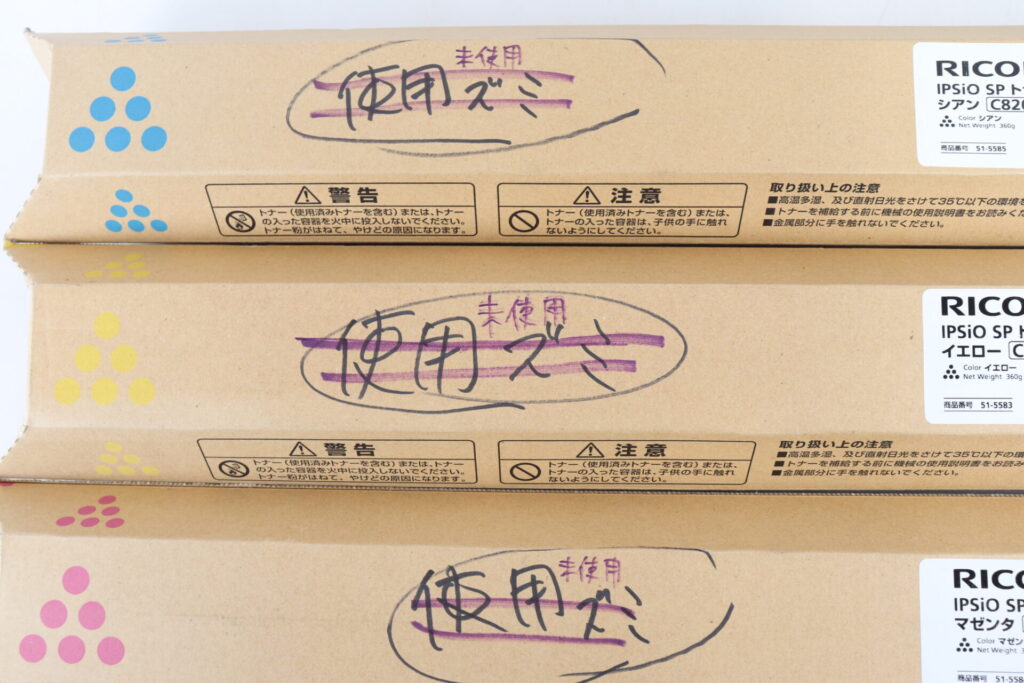 未使用
使用ズミ
RICO
IPSiO SP ト
シアン C820
Color シアン
Net Weight 360g
商品番号 51-5585
警告
トナー（使用済みトナーを含む）または、トナー
の入った容器を火中に投入しないでください。
トナー粉がはねて、やけどの原因になります。
注意
トナー（使用済みトナーを含む）または、
トナーの入った容器は、子供の手に触れ
ないようにしてください。
取り扱い上の注意
■高温多湿、及び直射日光をさけて35℃以下の環境
■トナーを補給する前に機械の使用説明書をお読みくだ
■金属部分に手を触れないでください。
未使用
使用ズミ
RICO
IPSiO SP ト
イエロー C
Color イエロー
Net Weight 360g
商品番号 51-5583
警告
トナー（使用済みトナーを含む）または、トナー
の入った容器を火中に投入しないでください。
トナー粉がはねて、やけどの原因になります。
注意
トナー（使用済みトナーを含む）または、
トナーの入った容器は、子供の手に触れ
ないようにしてください。
取り扱い上の注意
■高温多湿、及び直射日光をさけて35℃以下の環
■トナーを補給する前に機械の使用説明書をお読み
■金属部分に手を触れないでください。
未使用
使用ズミ
RICO
IPSiO SP
マゼンタ
Color マゼン
Net Weight 3
商品番号 51-558